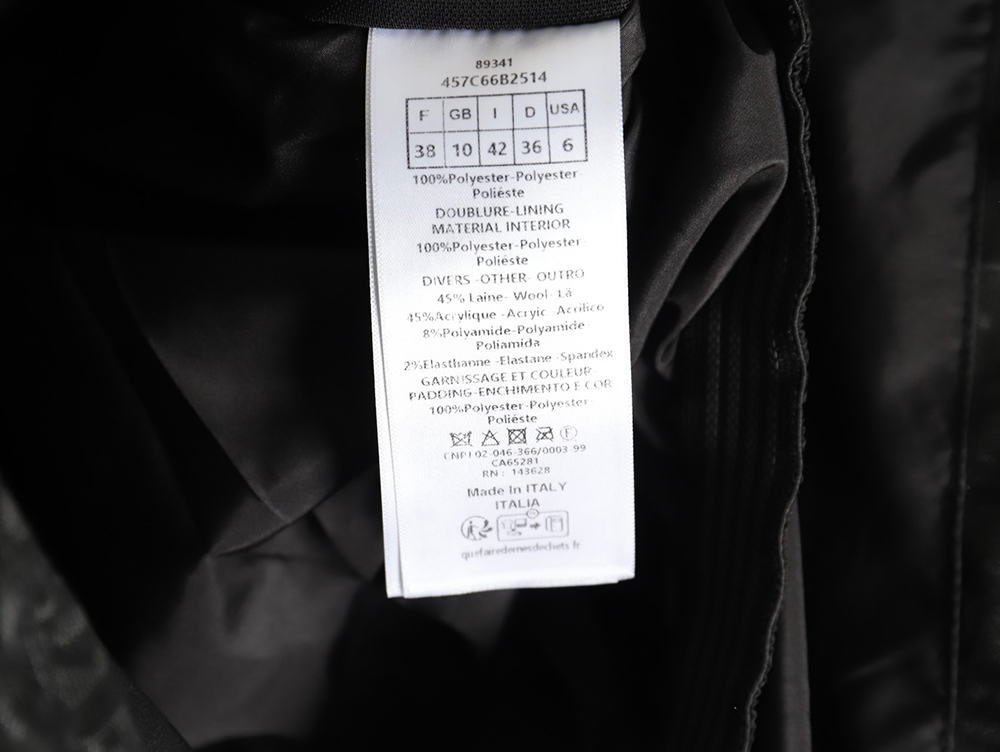 89341
457C66B2514
F GB I D USA
38 10 42 36 6
100%Polyester-Polyester-
Poliéste
DOUBLURE-LINING
MATERIAL INTERIOR
100%Polyester-Polyester-
Poliéste
DIVERS -OTHER- OUTRO
45% Laine- Wool- Lã
45%Acrylique -Acryic -Acrilico
8%Polyamide-Polyamide-
Poliamida
2%Elasthanne -Elastane -Spandex
GARNISSAGE ET COULEUR-
PADDING-ENCHIMENTO E COR
100%Polyester-Polyester-
Poliéste
F
CNPJ 02-046-366/0003-99
CA65281
RN : 143628
Made In ITALY
ITALIA
quefairedemesdechets fr